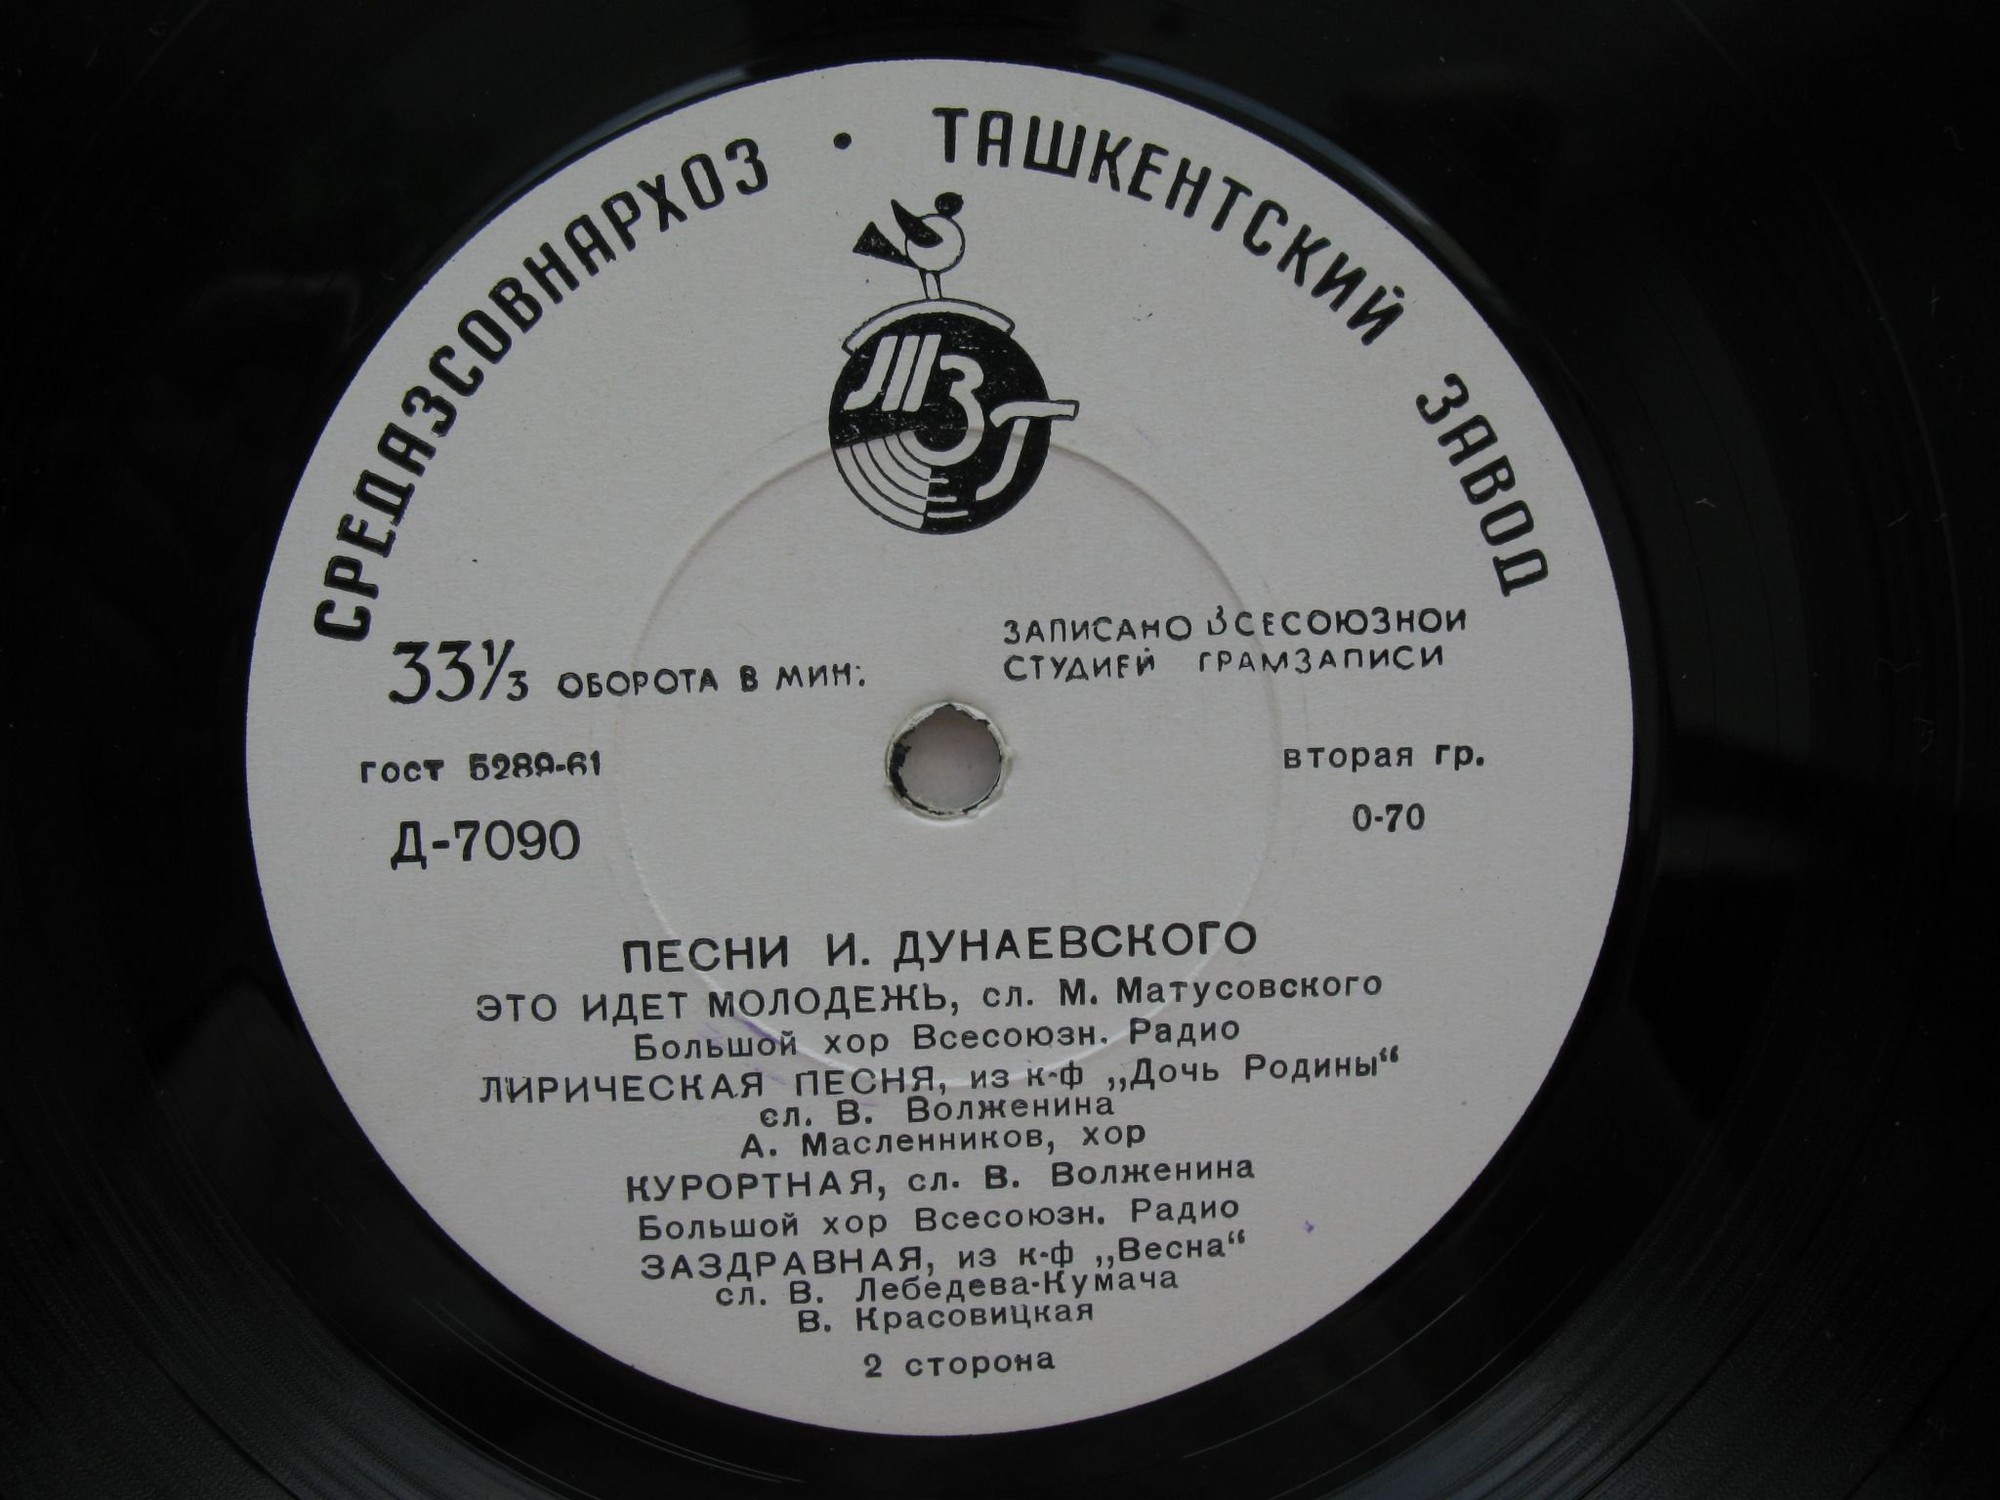 СРЕДАЗСОВНАРХОЗ • ТАШКЕНТСКИЙ ЗАВОД
ТЗГ
33⅓ ОБОРОТА В МИН.
ЗАПИСАНО ВСЕСОЮЗНОЙ
СТУДИЕЙ ГРАМЗАПИСИ
гост 5289-61
вторая гр.
Д-7090
0-70
ПЕСНИ И. ДУНАЕВСКОГО
ЭТО ИДЕТ МОЛОДЕЖЬ, сл. М. Матусовского
Большой хор Всесоюзн. Радио
ЛИРИЧЕСКАЯ ПЕСНЯ, из к-ф „Дочь Родины“
сл. В. Волженина
А. Масленников, хор
КУРОРТНАЯ, сл. В. Волженина
Большой хор Всесоюзн. Радио
ЗАЗДРАВНАЯ, из к-ф „Весна“
сл. В. Лебедева-Кумача
В. Красовицкая
2 сторона